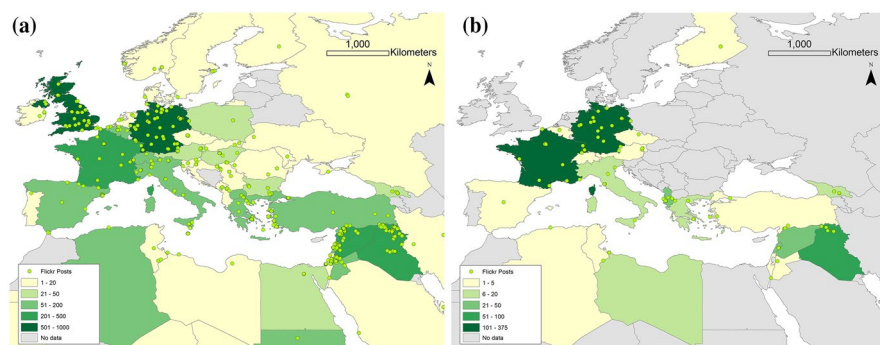 (a)
1,000
Kilometers
N
Flickr Posts
1 - 20
21 - 50
51 - 200
201 - 500
501 - 1000
No data
(b)
1,000
Kilometers
N
Flickr Posts
1 - 5
6 - 20
21 - 50
51 - 100
101 - 375
No data